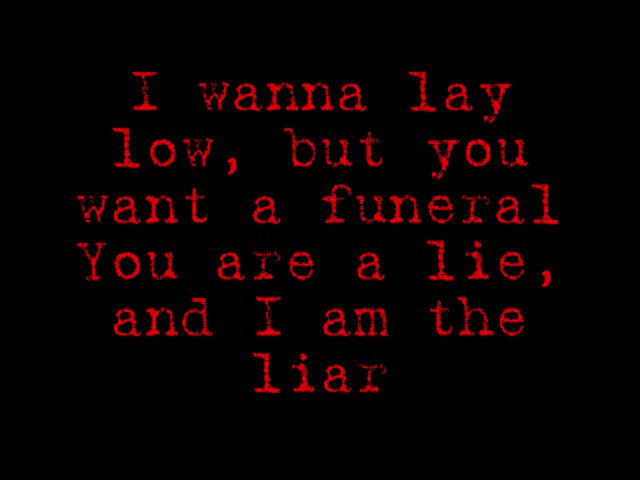 I wanna lay
low, but you
want a funeral
You are a lie,
and I am the
liar